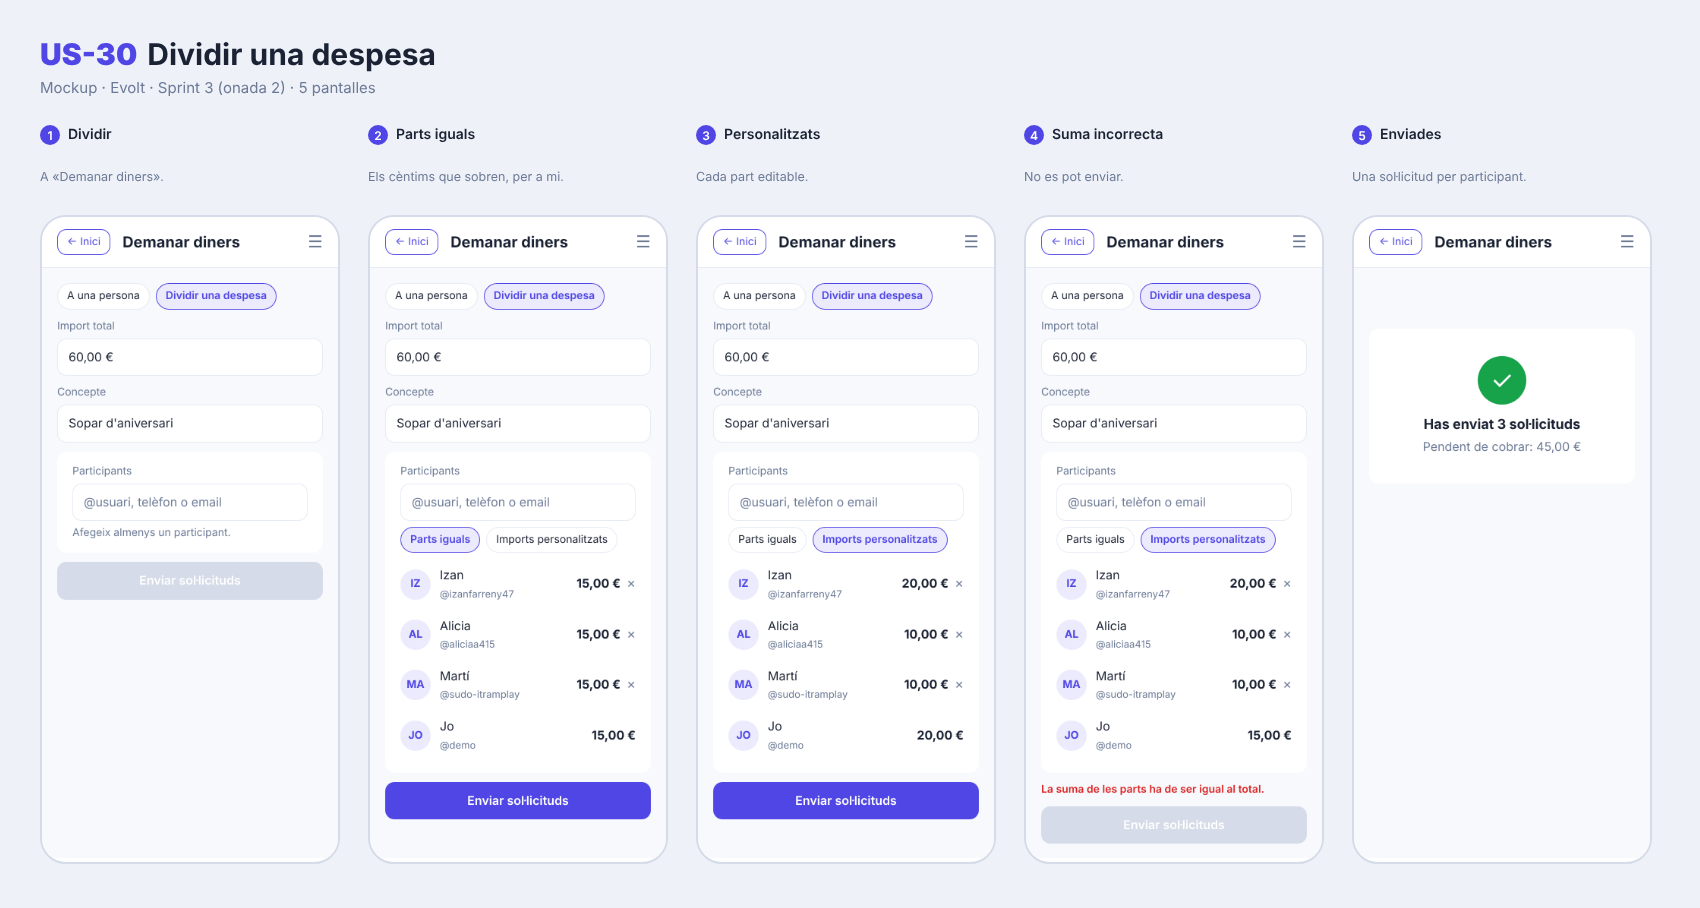 US-30 Dividir una despesa
Mockup · Evolt · Sprint 3 (onada 2) · 5 pantalles
1 Dividir
A «Demanar diners».
← Inici Demanar diners ☰
A una persona Dividir una despesa
Import total
60,00 €
Concepte
Sopar d'aniversari
Participants
@usuari, telèfon o email
Afegeix almenys un participant.
Enviar sol·licituds
2 Parts iguals
Els cèntims que sobren, per a mi.
← Inici Demanar diners ☰
A una persona Dividir una despesa
Import total
60,00 €
Concepte
Sopar d'aniversari
Participants
@usuari, telèfon o email
Parts iguals Imports personalitzats
IZ Izan 15,00 € ×
@izanfarreny47
AL Alicia 15,00 € ×
@aliciaa415
MA Martí 15,00 € ×
@sudo-itramplay
JO Jo 15,00 €
@demo
Enviar sol·licituds
3 Personalitzats
Cada part editable.
← Inici Demanar diners ☰
A una persona Dividir una despesa
Import total
60,00 €
Concepte
Sopar d'aniversari
Participants
@usuari, telèfon o email
Parts iguals Imports personalitzats
IZ Izan 20,00 € ×
@izanfarreny47
AL Alicia 10,00 € ×
@aliciaa415
MA Martí 10,00 € ×
@sudo-itramplay
JO Jo 20,00 €
@demo
Enviar sol·licituds
4 Suma incorrecta
No es pot enviar.
← Inici Demanar diners ☰
A una persona Dividir una despesa
Import total
60,00 €
Concepte
Sopar d'aniversari
Participants
@usuari, telèfon o email
Parts iguals Imports personalitzats
IZ Izan 20,00 € ×
@izanfarreny47
AL Alicia 10,00 € ×
@aliciaa415
MA Martí 10,00 € ×
@sudo-itramplay
JO Jo 15,00 €
@demo
La suma de les parts ha de ser igual al total.
Enviar sol·licituds
5 Enviades
Una sol·licitud per participant.
← Inici Demanar diners ☰
Has enviat 3 sol·licituds
Pendent de cobrar: 45,00 €